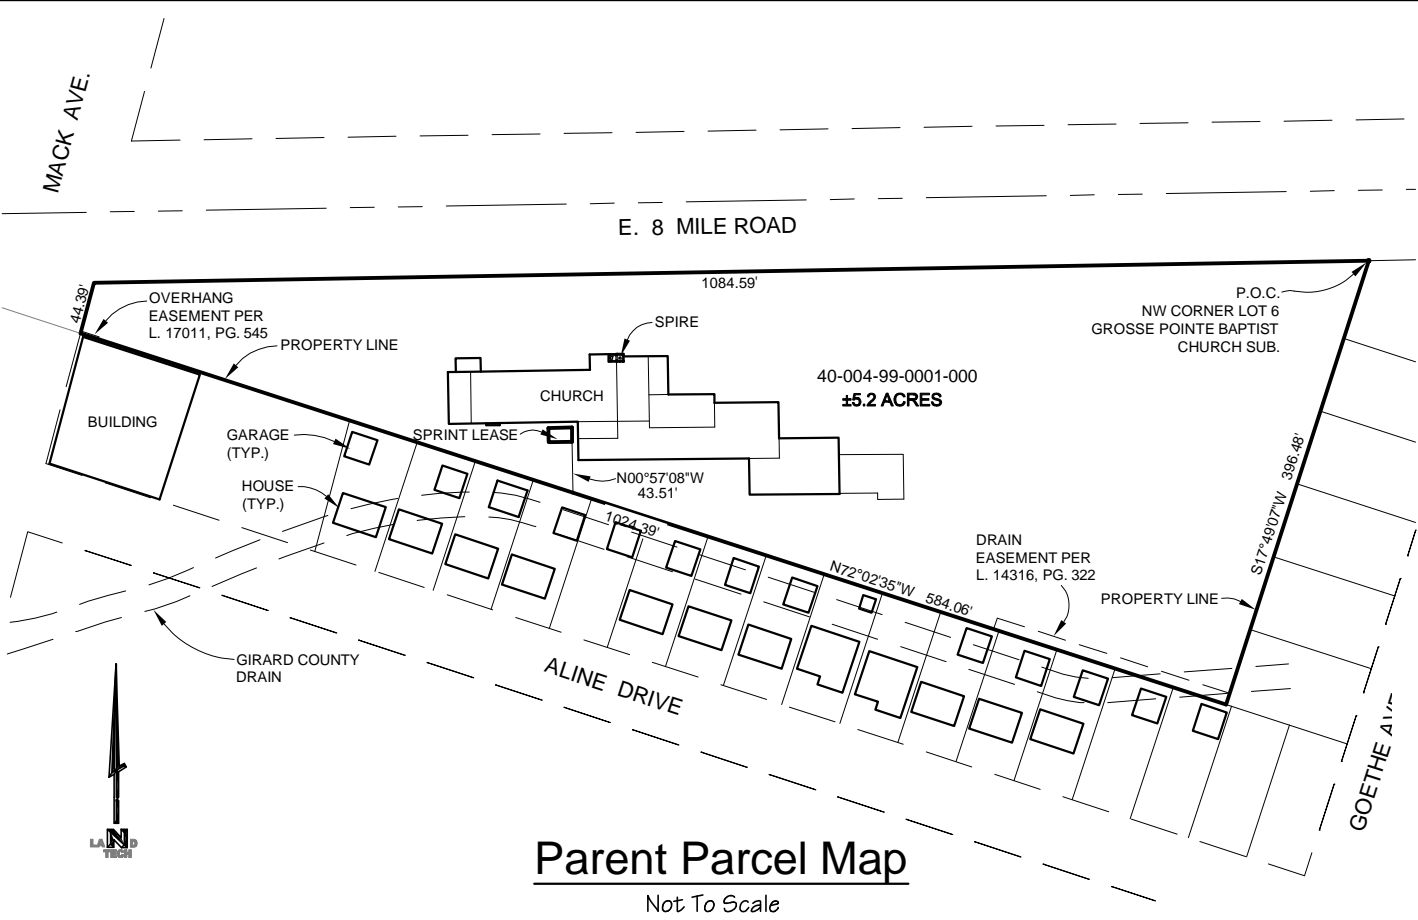 MACK AVE.
E. 8 MILE ROAD
1084.59'
44.39'
OVERHANG
EASEMENT PER
L. 17011, PG. 545
PROPERTY LINE
SPIRE
P.O.C.
NW CORNER LOT 6
GROSSE POINTE BAPTIST
CHURCH SUB.
40-004-99-0001-000
±5.2 ACRES
CHURCH
BUILDING
GARAGE
(TYP.)
SPRINT LEASE
HOUSE
(TYP.)
N00°57'08"W
43.51'
1024.39'
S17°49'07"W 396.48'
DRAIN
EASEMENT PER
L. 14316, PG. 322
N72°02'35"W 584.06'
PROPERTY LINE
GIRARD COUNTY
DRAIN
ALINE DRIVE
GOETHE AVE
LAND
TECH
Parent Parcel Map
Not To Scale